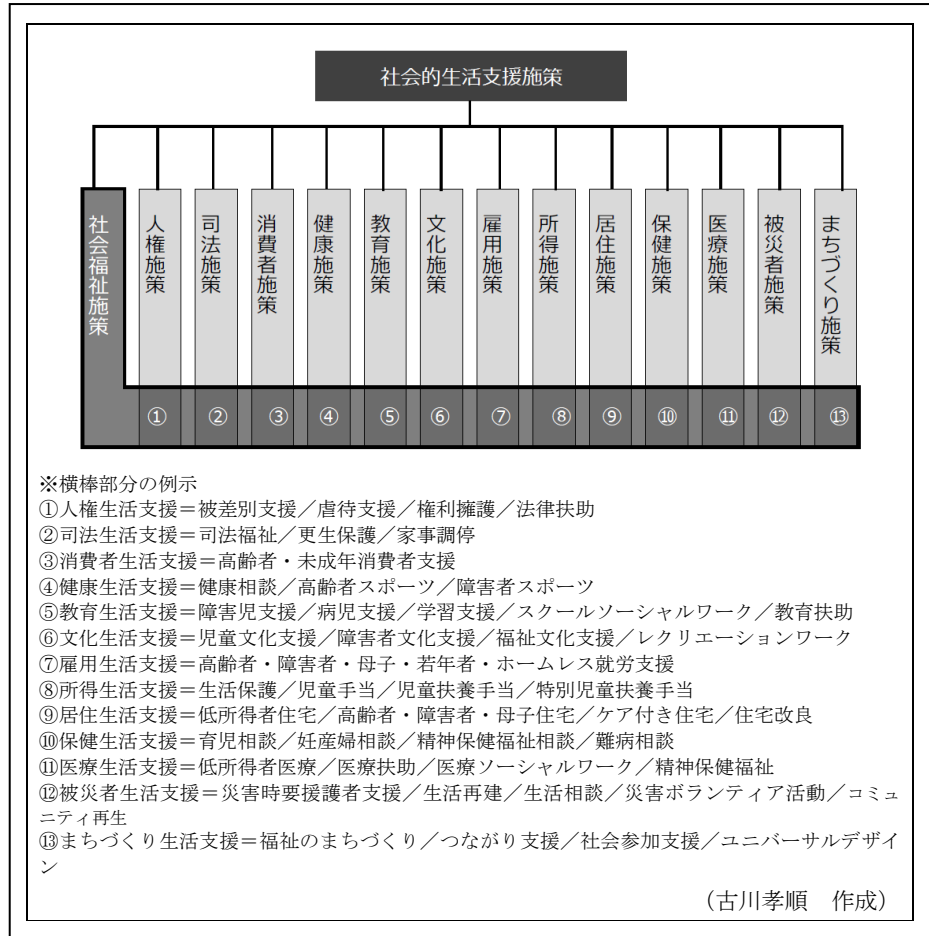 社会的生活支援施策
社会福祉施策
人権施策
司法施策
消費者施策
健康施策
教育施策
文化施策
雇用施策
所得施策
居住施策
保健施策
医療施策
被災者施策
まちづくり施策
① ② ③ ④ ⑤ ⑥ ⑦ ⑧ ⑨ ⑩ ⑪ ⑫ ⑬
※横棒部分の例示
①人権生活支援＝被差別支援／虐待支援／権利擁護／法律扶助
②司法生活支援＝司法福祉／更生保護／家事調停
③消費者生活支援＝高齢者・未成年消費者支援
④健康生活支援＝健康相談／高齢者スポーツ／障害者スポーツ
⑤教育生活支援＝障害児支援／病児支援／学習支援／スクールソーシャルワーク／教育扶助
⑥文化生活支援＝児童文化支援／障害者文化支援／福祉文化支援／レクリエーションワーク
⑦雇用生活支援＝高齢者・障害者・母子・若年者・ホームレス就労支援
⑧所得生活支援＝生活保護／児童手当／児童扶養手当／特別児童扶養手当
⑨居住生活支援＝低所得者住宅／高齢者・障害者・母子住宅／ケア付き住宅／住宅改良
⑩保健生活支援＝育児相談／妊産婦相談／精神保健福祉相談／難病相談
⑪医療生活支援＝低所得者医療／医療扶助／医療ソーシャルワーク／精神保健福祉
⑫被災者生活支援＝災害時要援護者支援／生活再建／生活相談／災害ボランティア活動／コミュ
ニティ再生
⑬まちづくり生活支援＝福祉のまちづくり／つながり支援／社会参加支援／ユニバーサルデザイ
ン
（古川孝順　作成）